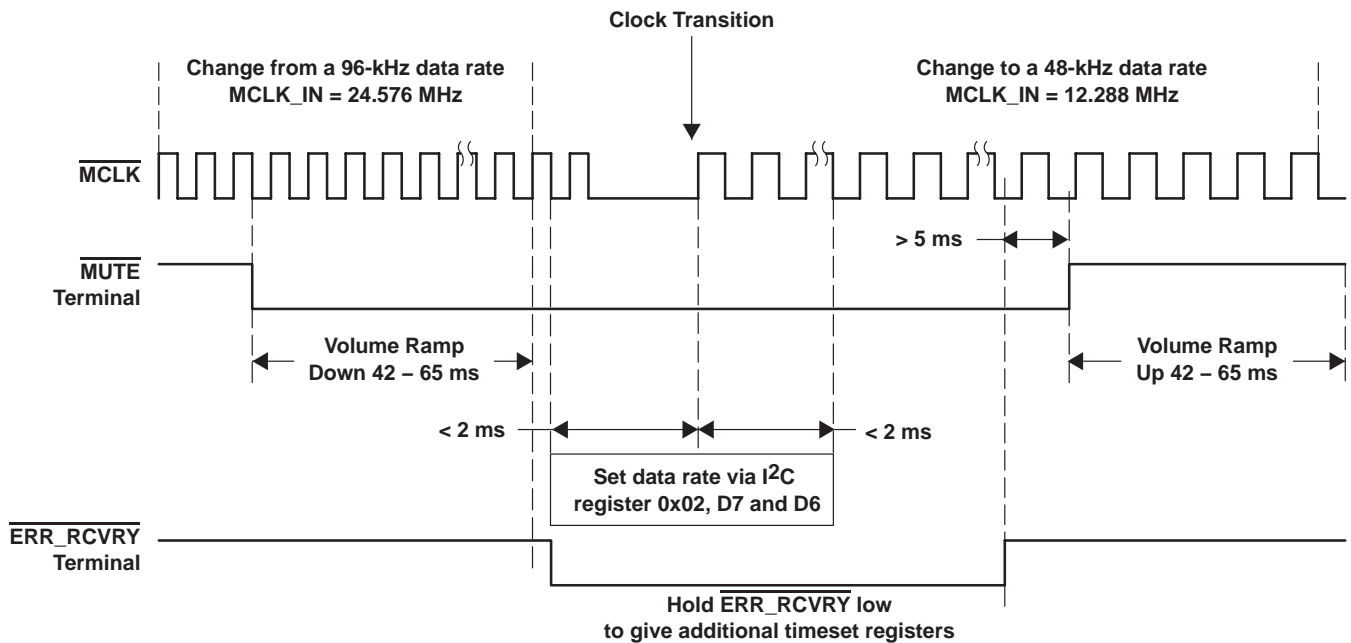 Clock Transition
Change from a 96-kHz data rate
MCLK_IN = 24.576 MHz
Change to a 48-kHz data rate
MCLK_IN = 12.288 MHz
MCLK
> 5 ms
MUTE
Terminal
Volume Ramp
Down 42 – 65 ms
Volume Ramp
Up 42 – 65 ms
< 2 ms
< 2 ms
Set data rate via I2C
register 0x02, D7 and D6
ERR_RCVRY
Terminal
Hold ERR_RCVRY low
to give additional timeset registers